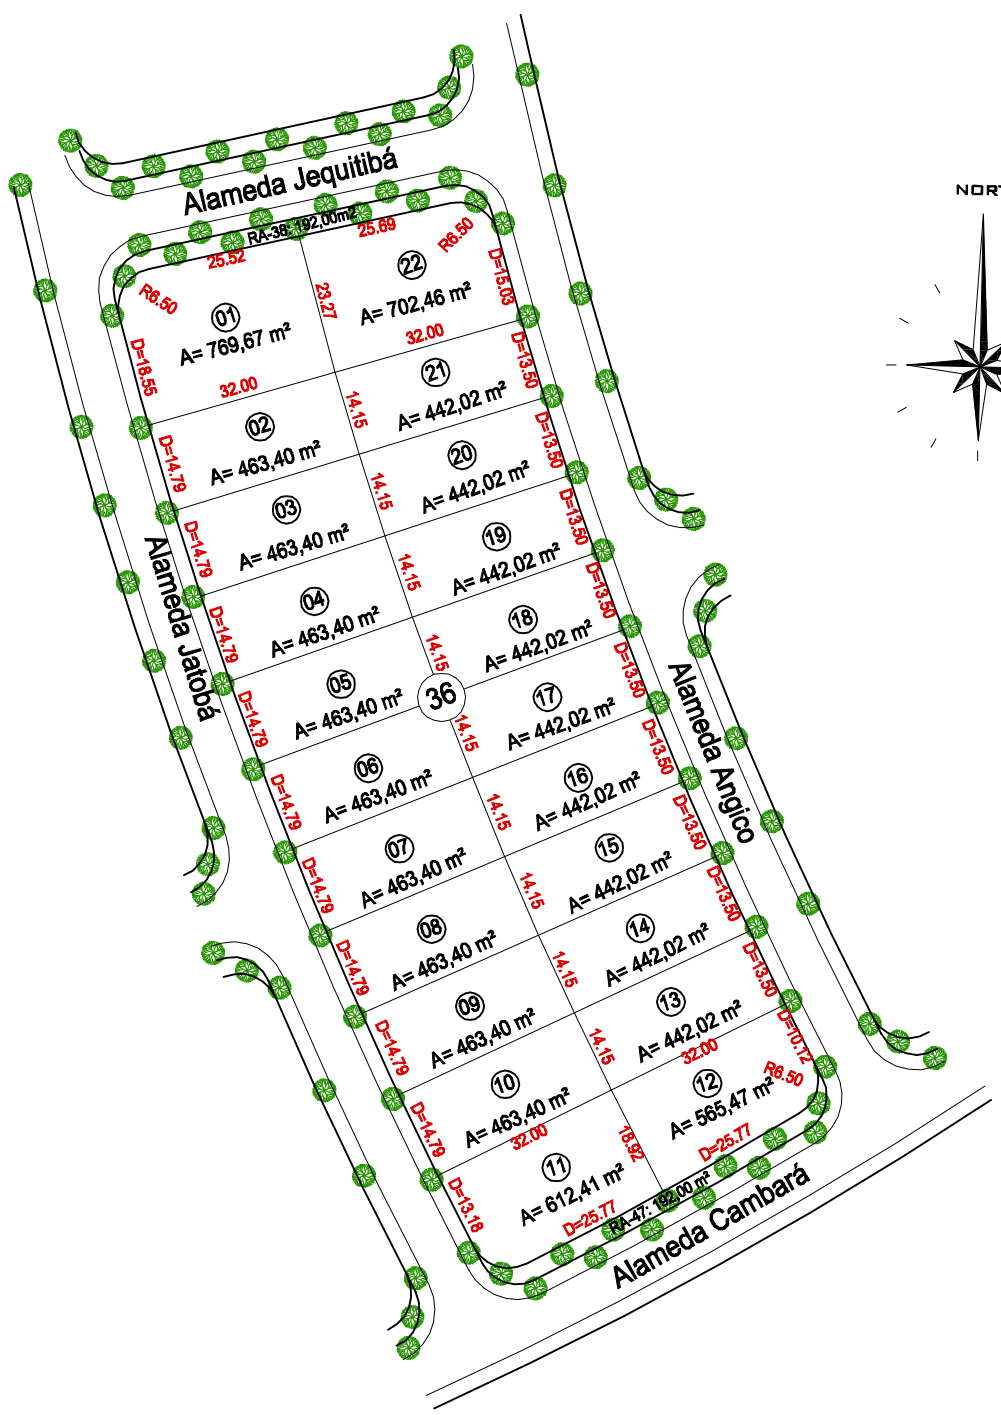 NORT
Alameda Jequitibá
RA-38: 192,00m2
25.52
25.69
R6.50
R6.50
01
A= 769,67 m²
D=18.55
23.27
22
A= 702,46 m²
D=15.03
32.00
32.00
02
A= 463,40 m²
D=14.79
14.15
21
A= 442,02 m²
D=13.50
03
A= 463,40 m²
D=14.79
14.15
20
A= 442,02 m²
D=13.50
04
A= 463,40 m²
D=14.79
14.15
19
A= 442,02 m²
D=13.50
05
A= 463,40 m²
D=14.79
14.15
18
A= 442,02 m²
D=13.50
36
06
A= 463,40 m²
D=14.79
14.15
17
A= 442,02 m²
D=13.50
07
A= 463,40 m²
D=14.79
14.15
16
A= 442,02 m²
D=13.50
08
A= 463,40 m²
D=14.79
14.15
15
A= 442,02 m²
D=13.50
09
A= 463,40 m²
D=14.79
14.15
14
A= 442,02 m²
D=13.50
10
A= 463,40 m²
D=14.79
14.15
13
A= 442,02 m²
D=13.50
32.00
32.00
11
A= 612,41 m²
D=13.18
18.92
12
A= 565,47 m²
D=10.12
R6.50
D=25.77
D=25.77
RA-47: 192,00 m²
Alameda Jatobá
Alameda Angico
Alameda Cambará